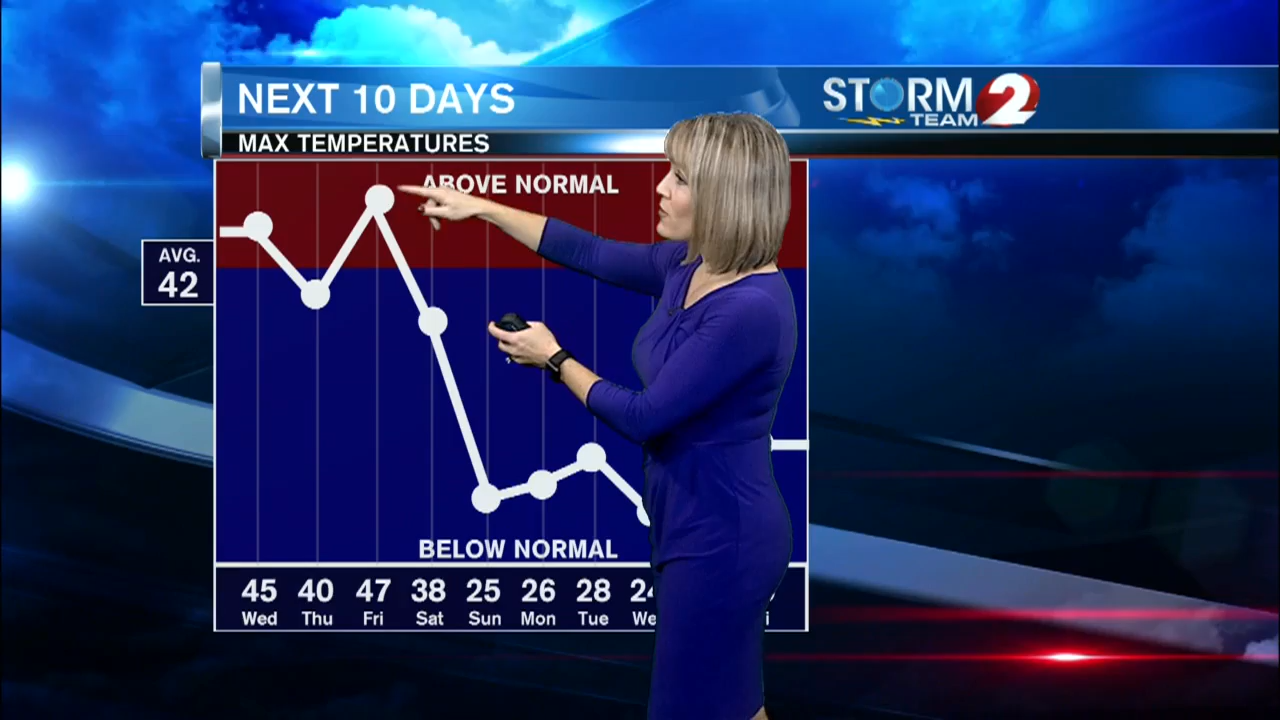 NEXT 10 DAYS
STORM
TEAM
2
MAX TEMPERATURES
ABOVE NORMAL
AVG.
42
BELOW NORMAL
45 40 47 38 25 26 28
Wed Thu Fri Sat Sun Mon Tue